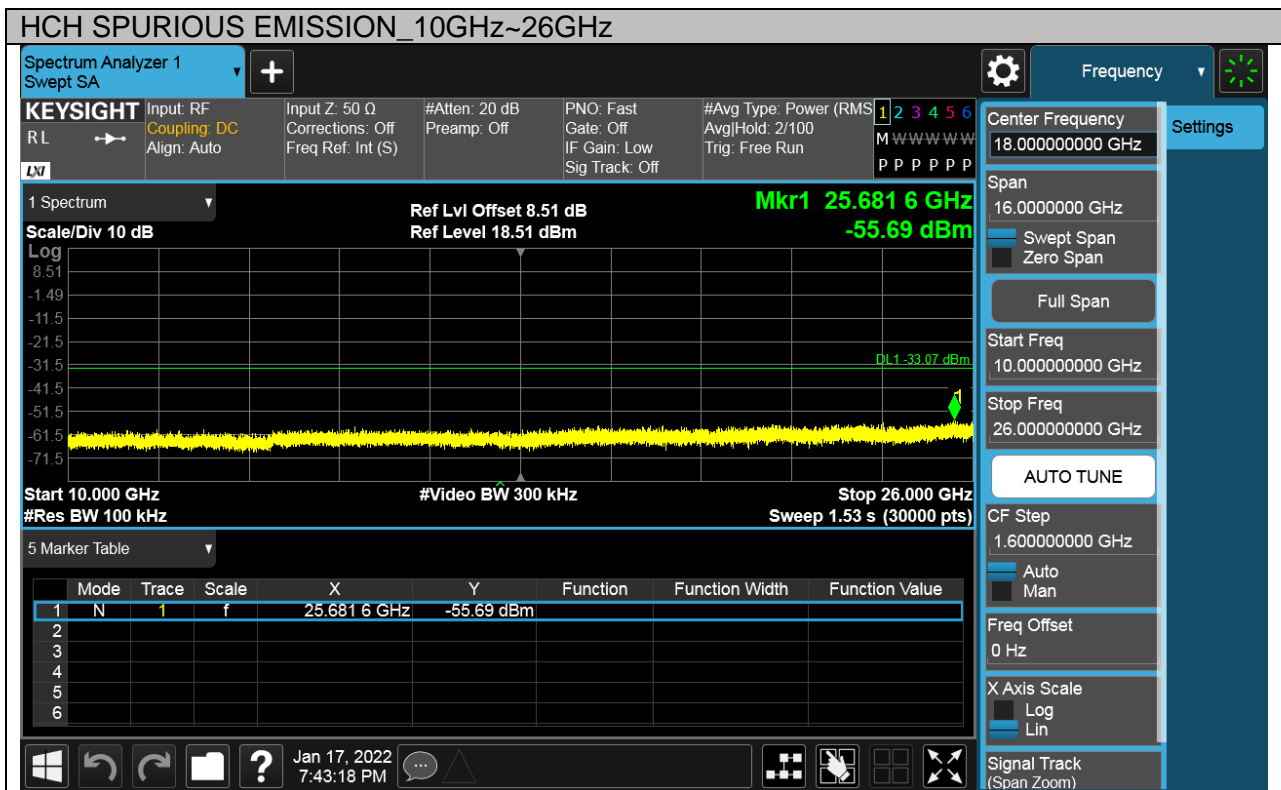 HCH SPURIOUS EMISSION_10GHz~26GHz
Spectrum Analyzer 1
Swept SA
+
Frequency
KEYSIGHT
RL
LXI
Input: RF
Coupling: DC
Align: Auto
Input Z: 50 Ω
Corrections: Off
Freq Ref: Int (S)
#Atten: 20 dB
Preamp: Off
PNO: Fast
Gate: Off
IF Gain: Low
Sig Track: Off
#Avg Type: Power (RMS
Avg|Hold: 2/100
Trig: Free Run
1 2 3 4 5 6
M W W W W W
P P P P P P
1 Spectrum
Scale/Div 10 dB
Ref Lvl Offset 8.51 dB
Ref Level 18.51 dBm
Mkr1 25.681 6 GHz
-55.69 dBm
Log
8.51
-1.49
-11.5
-21.5
-31.5
-41.5
-51.5
-61.5
-71.5
DL1 -33.07 dBm
1
Start 10.000 GHz
#Video BW 300 kHz
Stop 26.000 GHz
#Res BW 100 kHz
Sweep 1.53 s (30000 pts)
5 Marker Table
Mode Trace Scale X Y Function Function Width Function Value
1 N 1 f 25.681 6 GHz -55.69 dBm
2
3
4
5
6
Jan 17, 2022
7:43:18 PM
Center Frequency
18.000000000 GHz
Span
16.0000000 GHz
Swept Span
Zero Span
Full Span
Start Freq
10.000000000 GHz
Stop Freq
26.000000000 GHz
AUTO TUNE
CF Step
1.600000000 GHz
Auto
Man
Freq Offset
0 Hz
X Axis Scale
Log
Lin
Signal Track
(Span Zoom)
Settings